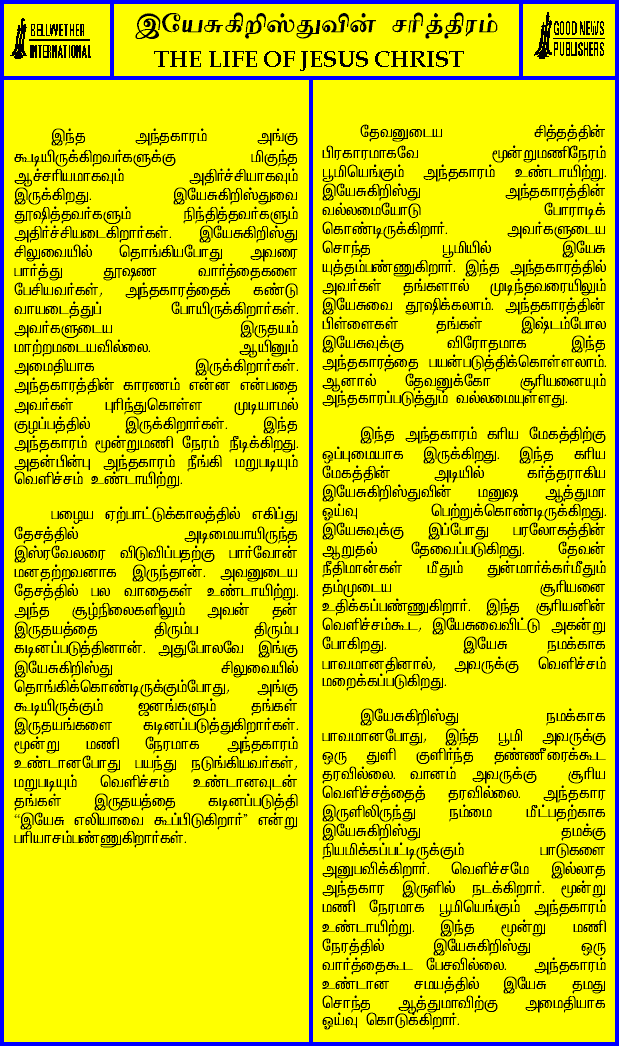 BELLWETHER
INTERNATIONAL
இயேசுகிறிஸ்துவின் சரித்திரம்
THE LIFE OF JESUS CHRIST
GOOD NEWS
PUBLISHERS
இந்த அந்தகாரம் அங்கு
கூடியிருக்கிறவர்களுக்கு மிகுந்த
ஆச்சரியமாகவும் அதிர்ச்சியாகவும்
இருக்கிறது. இயேசுகிறிஸ்துவை
தூஷித்தவர்களும் நிந்தித்தவர்களும்
அதிர்ச்சியடைகிறார்கள். இயேசுகிறிஸ்து
சிலுவையில் தொங்கியபோது அவரை
பார்த்து தூஷண வார்த்தைகளை
பேசியவர்கள், அந்தகாரத்தைக் கண்டு
வாயடைத்துப் போயிருக்கிறார்கள்.
அவர்களுடைய இருதயம்
மாற்றமடையவில்லை. ஆயினும்
அமைதியாக இருக்கிறார்கள்.
அந்தகாரத்தின் காரணம் என்ன என்பதை
அவர்கள் புரிந்துகொள்ள முடியாமல்
குழப்பத்தில் இருக்கிறார்கள். இந்த
அந்தகாரம் மூன்றுமணி நேரம் நீடிக்கிறது.
அதன்பின்பு அந்தகாரம் நீங்கி மறுபடியும்
வெளிச்சம் உண்டாயிற்று.
பழைய ஏற்பாட்டுக்காலத்தில் எகிப்து
தேசத்தில் அடிமையாயிருந்த
இஸ்ரவேலரை விடுவிப்பதற்கு பார்வோன்
மனதற்றவனாக இருந்தான். அவனுடைய
தேசத்தில் பல வாதைகள் உண்டாயிற்று.
அந்த சூழ்நிலைகளிலும் அவன் தன்
இருதயத்தை திரும்ப திரும்ப
கடினப்படுத்தினான். அதுபோலவே இங்கு
இயேசுகிறிஸ்து சிலுவையில்
தொங்கிக்கொண்டிருக்கும்போது, அங்கு
கூடியிருக்கும் ஜனங்களும் தங்கள்
இருதயங்களை கடினப்படுத்துகிறார்கள்.
மூன்று மணி நேரமாக அந்தகாரம்
உண்டானபோது பயந்து நடுங்கியவர்கள்,
மறுபடியும் வெளிச்சம் உண்டானவுடன்
தங்கள் இருதயத்தை கடினப்படுத்தி
“இயேசு எலியாவை கூப்பிடுகிறார்” என்று
பரியாசம்பண்ணுகிறார்கள்.
தேவனுடைய சித்தத்தின்
பிரகாரமாகவே மூன்றுமணிநேரம்
பூமியெங்கும் அந்தகாரம் உண்டாயிற்று.
இயேசுகிறிஸ்து அந்தகாரத்தின்
வல்லமையோடு போராடிக்
கொண்டிருக்கிறார். அவர்களுடைய
சொந்த பூமியில் இயேசு
யுத்தம்பண்ணுகிறார். இந்த அந்தகாரத்தில்
அவர்கள் தங்களால் முடிந்தவரையிலும்
இயேசுவை தூஷிக்கலாம். அந்தகாரத்தின்
பிள்ளைகள் தங்கள் இஷ்டம்போல
இயேசுவுக்கு விரோதமாக இந்த
அந்தகாரத்தை பயன்படுத்திக்கொள்ளலாம்.
ஆனால் தேவனுக்கோ சூரியனையும்
அந்தகாரப்படுத்தும் வல்லமையுள்ளது.
இந்த அந்தகாரம் கரிய மேகத்திற்கு
ஒப்புமையாக இருக்கிறது. இந்த கரிய
மேகத்தின் அடியில் கர்த்தராகிய
இயேசுகிறிஸ்துவின் மனுஷ ஆத்துமா
ஓய்வு பெற்றுக்கொண்டிருக்கிறது.
இயேசுவுக்கு இப்போது பரலோகத்தின்
ஆறுதல் தேவைப்படுகிறது. தேவன்
நீதிமான்கள் மீதும் துன்மார்க்கர்மீதும்
தம்முடைய சூரியனை
உதிக்கப்பண்ணுகிறார். இந்த சூரியனின்
வெளிச்சம்கூட, இயேசுவைவிட்டு அகன்று
போகிறது. இயேசு நமக்காக
பாவமானதினால், அவருக்கு வெளிச்சம்
மறைக்கப்படுகிறது.
இயேசுகிறிஸ்து நமக்காக
பாவமானபோது, இந்த பூமி அவருக்கு
ஒரு துளி குளிர்ந்த தண்ணீரைக்கூட
தரவில்லை. வானம் அவருக்கு சூரிய
வெளிச்சத்தைத் தரவில்லை. அந்தகார
இருளிலிருந்து நம்மை மீட்பதற்காக
இயேசுகிறிஸ்து தமக்கு
நியமிக்கப்பட்டிருக்கும் பாடுகளை
அனுபவிக்கிறார். வெளிச்சமே இல்லாத
அந்தகார இருளில் நடக்கிறார். மூன்று
மணி நேரமாக பூமியெங்கும் அந்தகாரம்
உண்டாயிற்று. இந்த மூன்று மணி
நேரத்தில் இயேசுகிறிஸ்து ஒரு
வார்த்தைகூட பேசவில்லை. அந்தகாரம்
உண்டான சமயத்தில் இயேசு தமது
சொந்த ஆத்துமாவிற்கு அமைதியாக
ஓய்வு கொடுக்கிறார்.